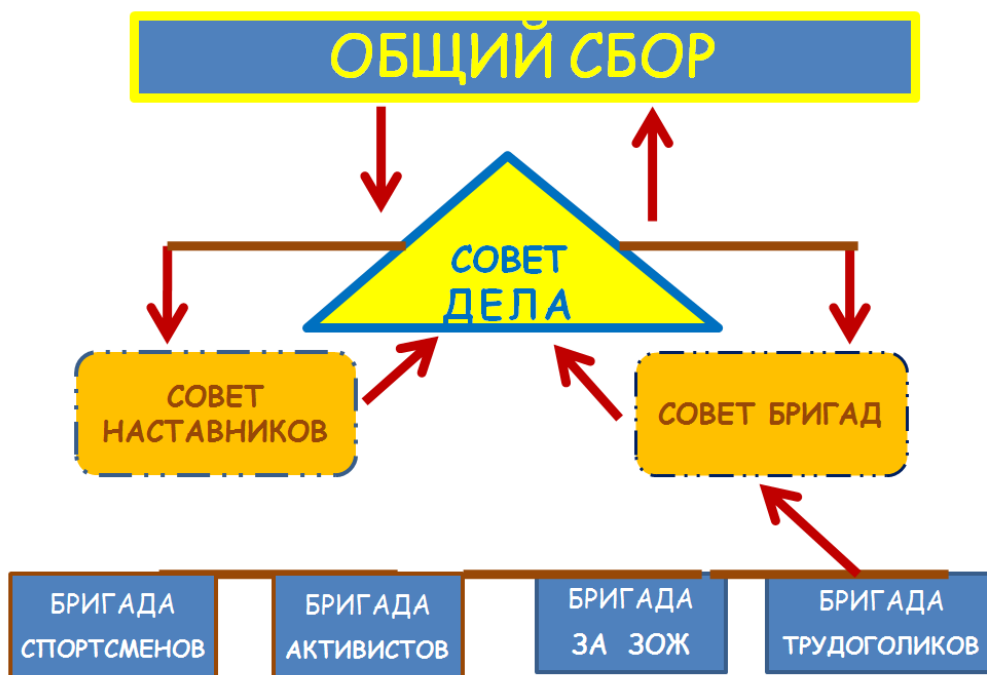 ОБЩИЙ СБОР
СОВЕТ
ДЕЛА
СОВЕТ
НАСТАВНИКОВ
СОВЕТ БРИГАД
БРИГАДА
СПОРТСМЕНОВ
БРИГАДА
АКТИВИСТОВ
БРИГАДА
ЗА ЗОЖ
БРИГАДА
ТРУДОГОЛИКОВ